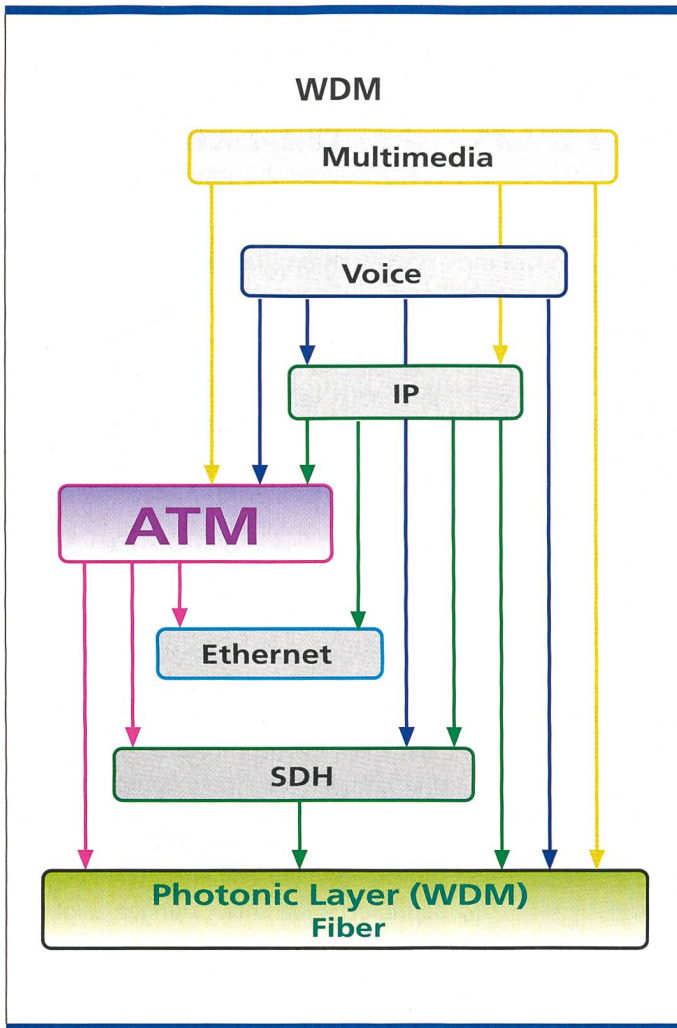 WDM
Multimedia
Voice
IP
ATM
Ethernet
SDH
Photonic Layer (WDM)
Fiber